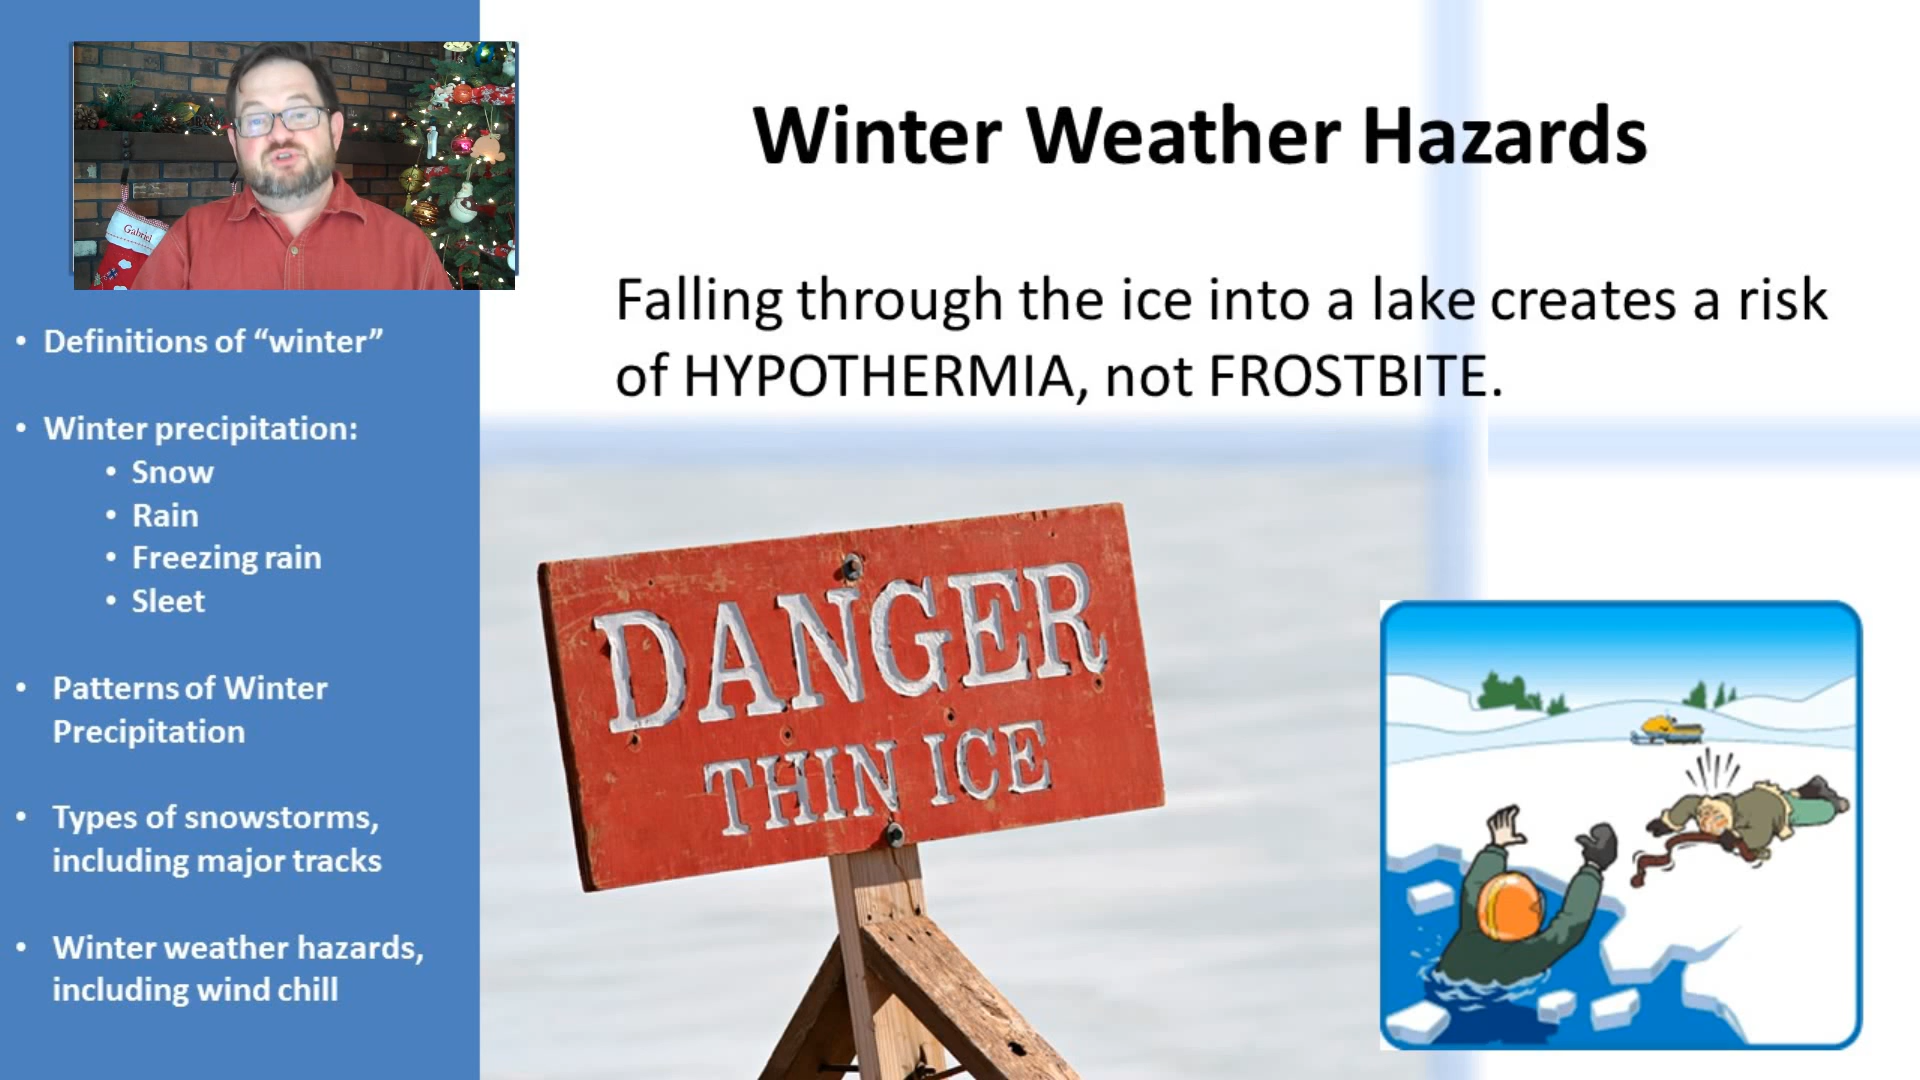 Winter Weather Hazards
Falling through the ice into a lake creates a risk
of HYPOTHERMIA, not FROSTBITE.
Gabriel
• Definitions of “winter”
• Winter precipitation:
• Snow
• Rain
• Freezing rain
• Sleet
• Patterns of Winter
Precipitation
• Types of snowstorms,
including major tracks
• Winter weather hazards,
including wind chill
DANGER
THIN ICE